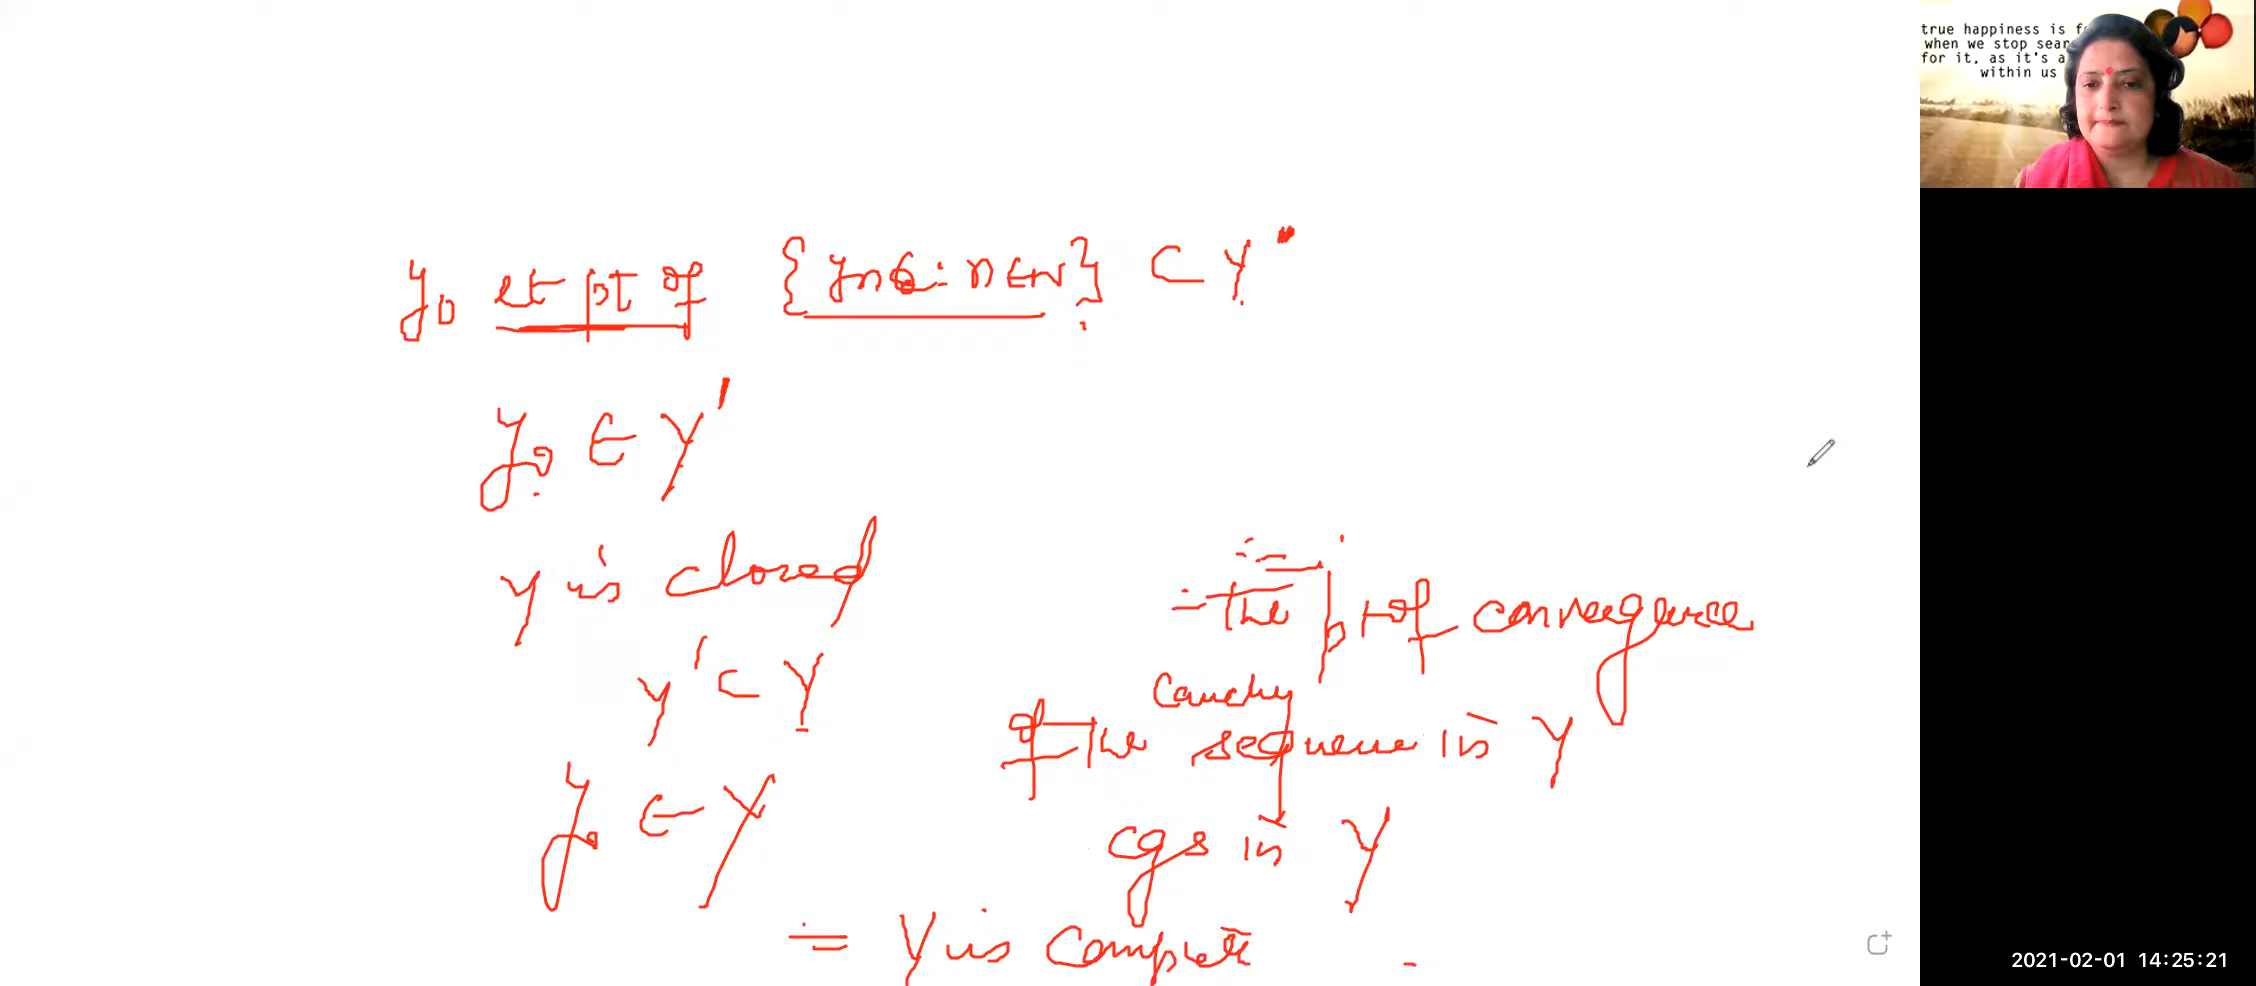 y₀ lt pt of {yn : n ∈ N} ⊂ Y
y₀ ∈ Y'
Y is closed
Y' ⊂ Y
y₀ ∈ Y
∴ the pt of convergence
of the Cauchy sequence in Y
cgs in Y
= Y is complete
true happiness is f
when we stop sear
for it, as it's a
within us
2021-02-01 14:25:21